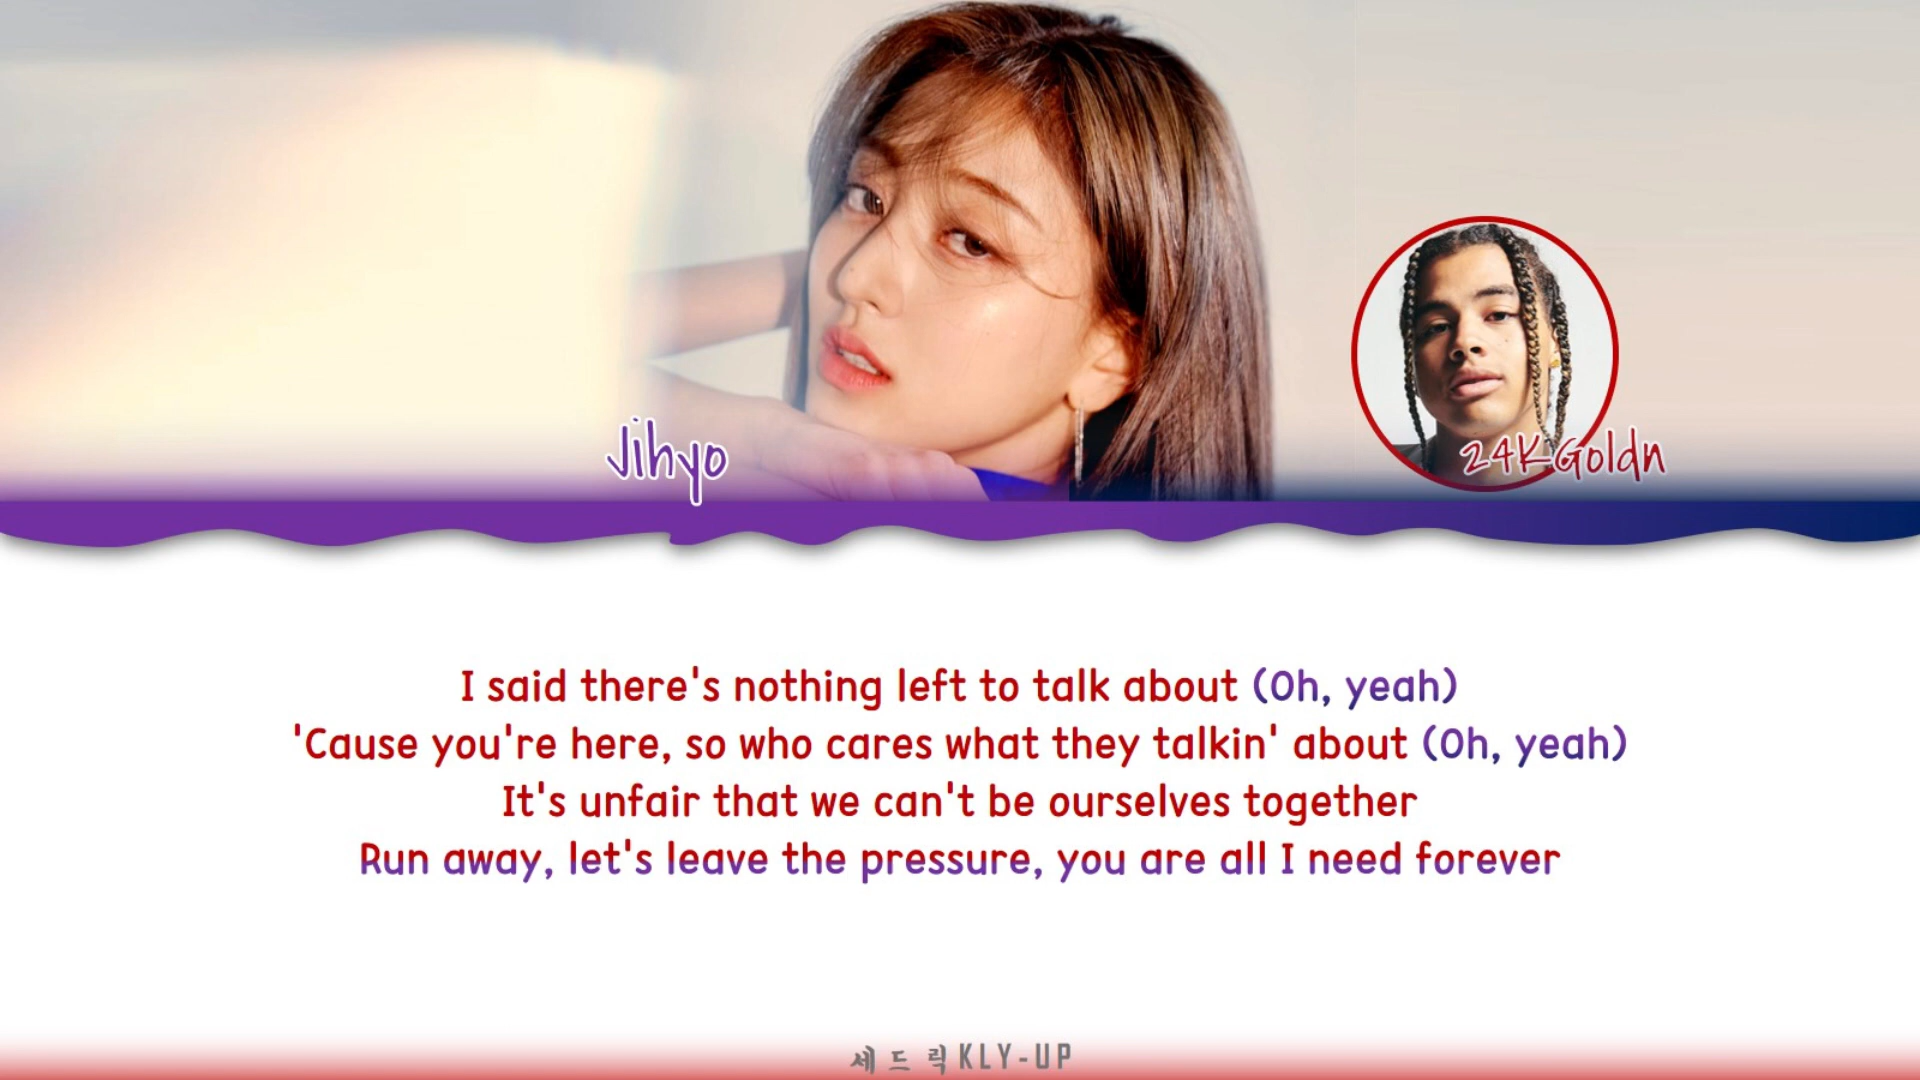 Jihyo
24KGoldn
I said there's nothing left to talk about (Oh, yeah)
'Cause you're here, so who cares what they talkin' about (Oh, yeah)
It's unfair that we can't be ourselves together
Run away, let's leave the pressure, you are all I need forever
세드릭KLY-UP